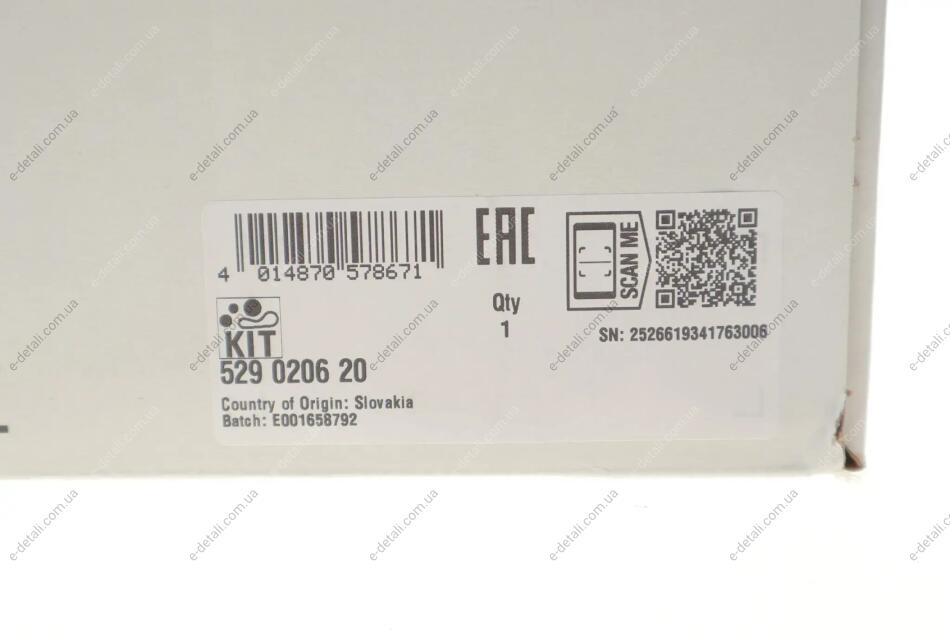 4 014870 578671
EAC
SCAN ME
Qty
1
SN: 2526619341763006
KIT
529 0206 20
Country of Origin: Slovakia
Batch: E001658792
e-detali.com.ua